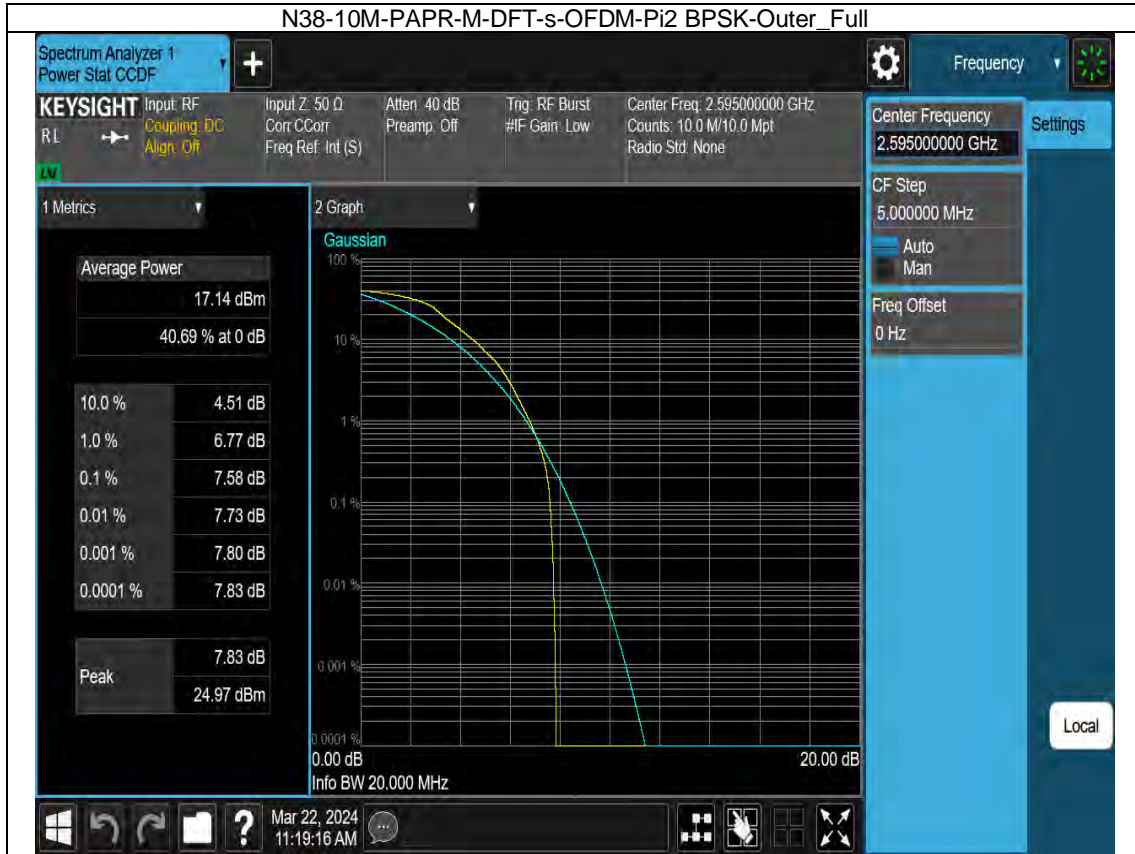 N38-10M-PAPR-M-DFT-s-OFDM-Pi2 BPSK-Outer_Full
Spectrum Analyzer 1
Power Stat CCDF
+
Frequency
KEYSIGHT
R L
Input: RF
Coupling: DC
Align: Off
Input Z: 50 Ω
Corr CCorr
Freq Ref: Int (S)
Atten: 40 dB
Preamp: Off
Trig: RF Burst
#IF Gain: Low
Center Freq: 2.595000000 GHz
Counts: 10.0 M/10.0 Mpt
Radio Std: None
Center Frequency
2.595000000 GHz
Settings
CF Step
5.000000 MHz
Auto
Man
Freq Offset
0 Hz
Local
1 Metrics
Average Power
17.14 dBm
40.69 % at 0 dB
10.0 % 4.51 dB
1.0 % 6.77 dB
0.1 % 7.58 dB
0.01 % 7.73 dB
0.001 % 7.80 dB
0.0001 % 7.83 dB
Peak
7.83 dB
24.97 dBm
2 Graph
Gaussian
100 %
10 %
1 %
0.1 %
0.01 %
0.001 %
0.0001 %
0.00 dB 20.00 dB
Info BW 20.000 MHz
?
Mar 22, 2024
11:19:16 AM